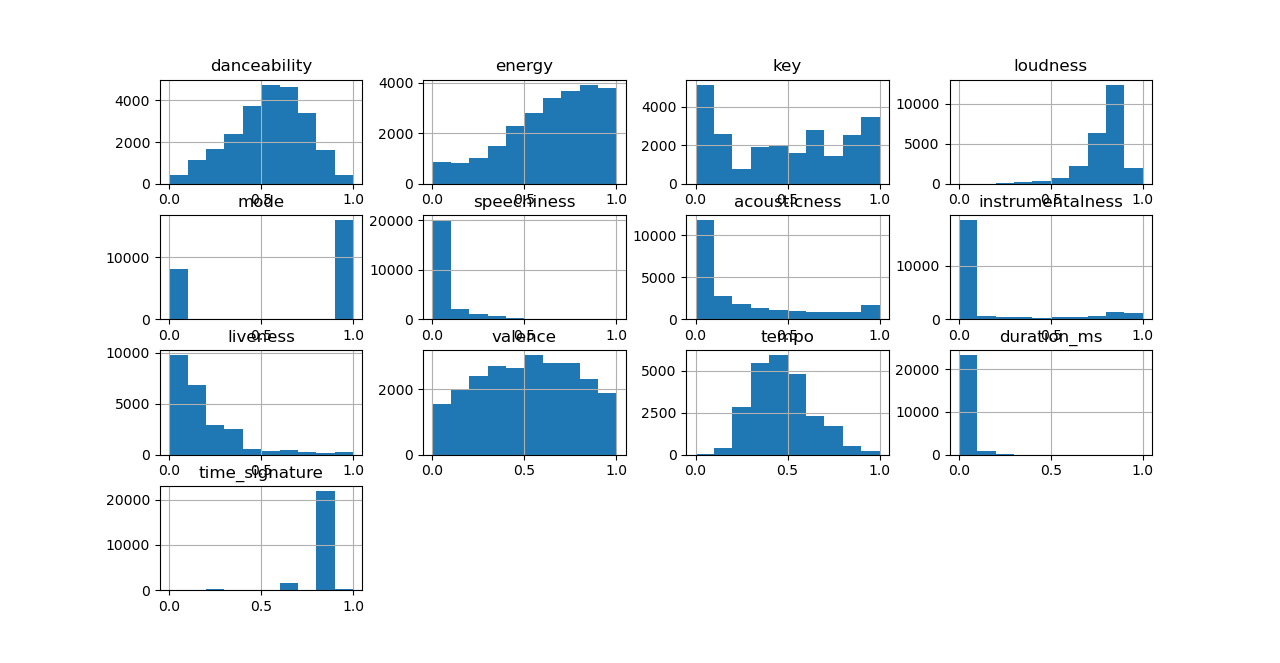 danceability energy key loudness
4000 2000 0 0.0 0.5 1.0
4000 2000 0 0.0 0.5 1.0
4000 2000 0 0.0 0.5 1.0
10000 5000 0 0.0 0.5 1.0
mode speechiness acousticness instrumentalness
10000 0 0.0 0.5 1.0
20000 10000 0 0.0 0.5 1.0
10000 5000 0 0.0 0.5 1.0
10000 0 0.0 0.5 1.0
liveness valence tempo duration_ms
10000 5000 0 0.0 0.5 1.0
2000 0 0.0 0.5 1.0
5000 2500 0 0.0 0.5 1.0
20000 10000 0 0.0 0.5 1.0
time_signature
20000 10000 0 0.0 0.5 1.0